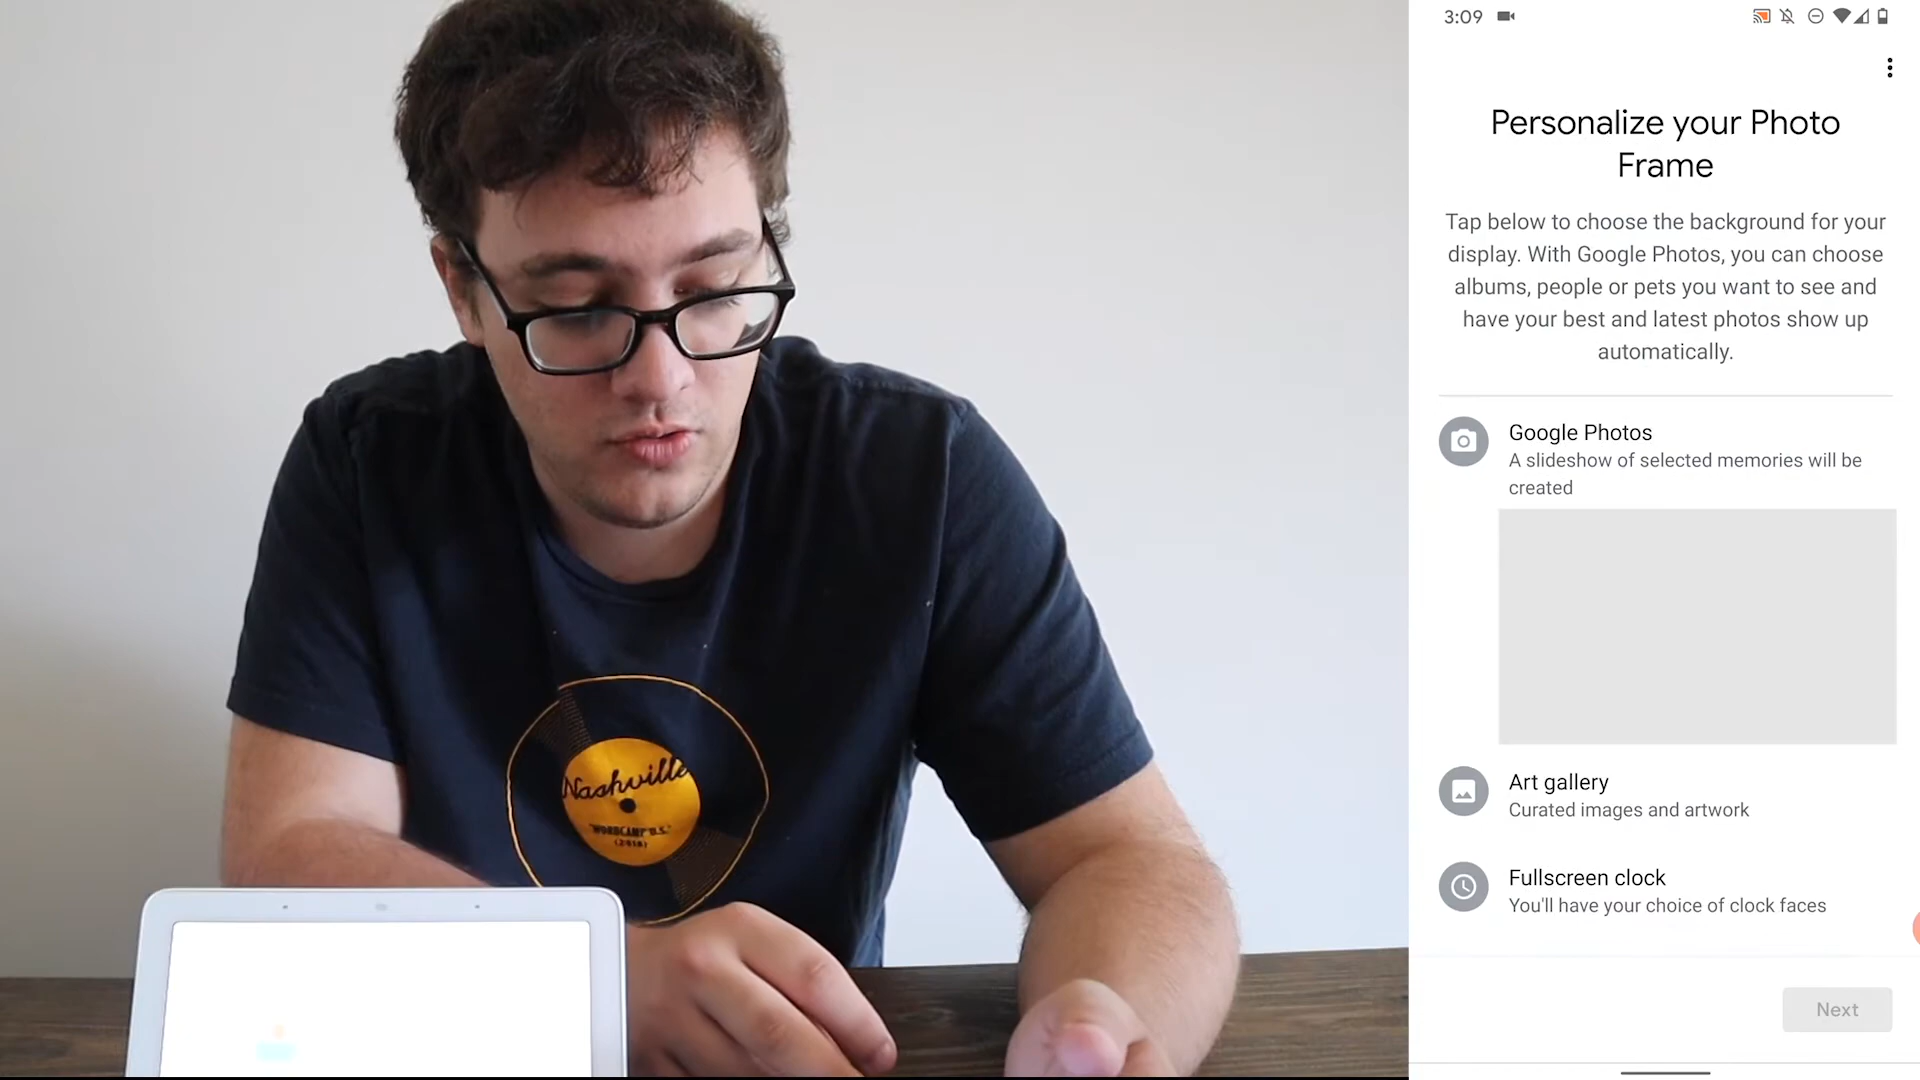 3:09
Personalize your Photo
Frame
Tap below to choose the background for your
display. With Google Photos, you can choose
albums, people or pets you want to see and
have your best and latest photos show up
automatically.
Google Photos
A slideshow of selected memories will be
created
Art gallery
Curated images and artwork
Fullscreen clock
You'll have your choice of clock faces
Next
Nashville
"WORDCAMP U.S."
(2018)